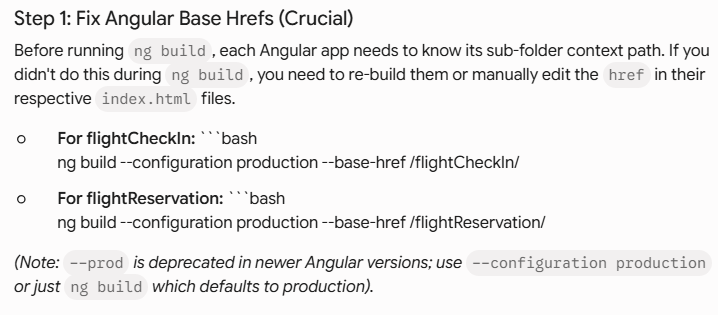 Step 1: Fix Angular Base Hrefs (Crucial)
Before running ng build, each Angular app needs to know its sub-folder context path. If you
didn't do this during ng build, you need to re-build them or manually edit the href in their
respective index.html files.
○ For flightCheckIn: ```bash
ng build --configuration production --base-href /flightCheckIn/
○ For flightReservation: ```bash
ng build --configuration production --base-href /flightReservation/
(Note: --prod is deprecated in newer Angular versions; use --configuration production
or just ng build which defaults to production).